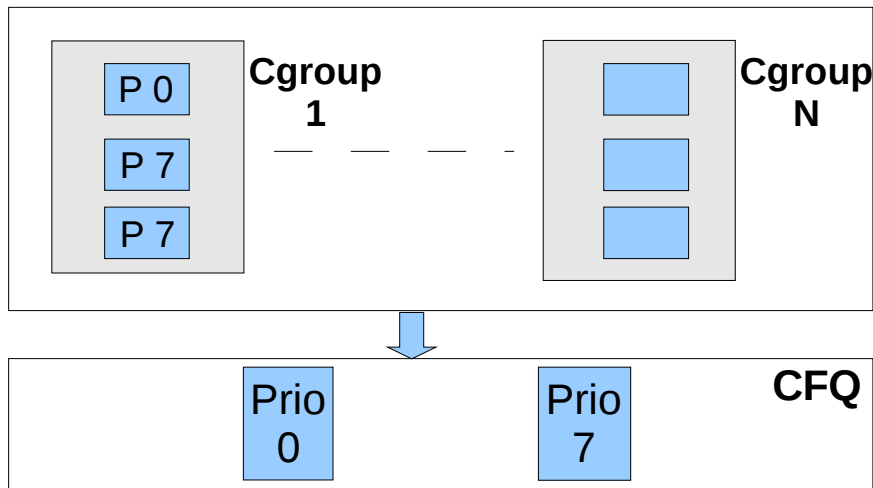 P 0
P 7
P 7
Cgroup
1
Cgroup
N
CFQ
Prio
0
Prio
7